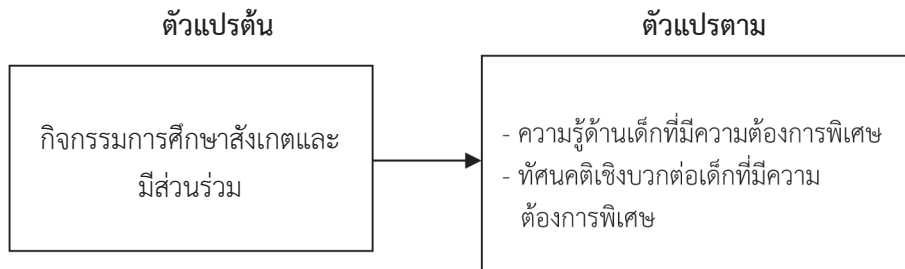 ตัวแปรต้น
ตัวแปรตาม
กิจกรรมการศึกษาสังเกตและ
มีส่วนร่วม
- ความรู้ด้านเด็กที่มีความต้องการพิเศษ
- ทัศนคติเชิงบวกต่อเด็กที่มีความ
ต้องการพิเศษ